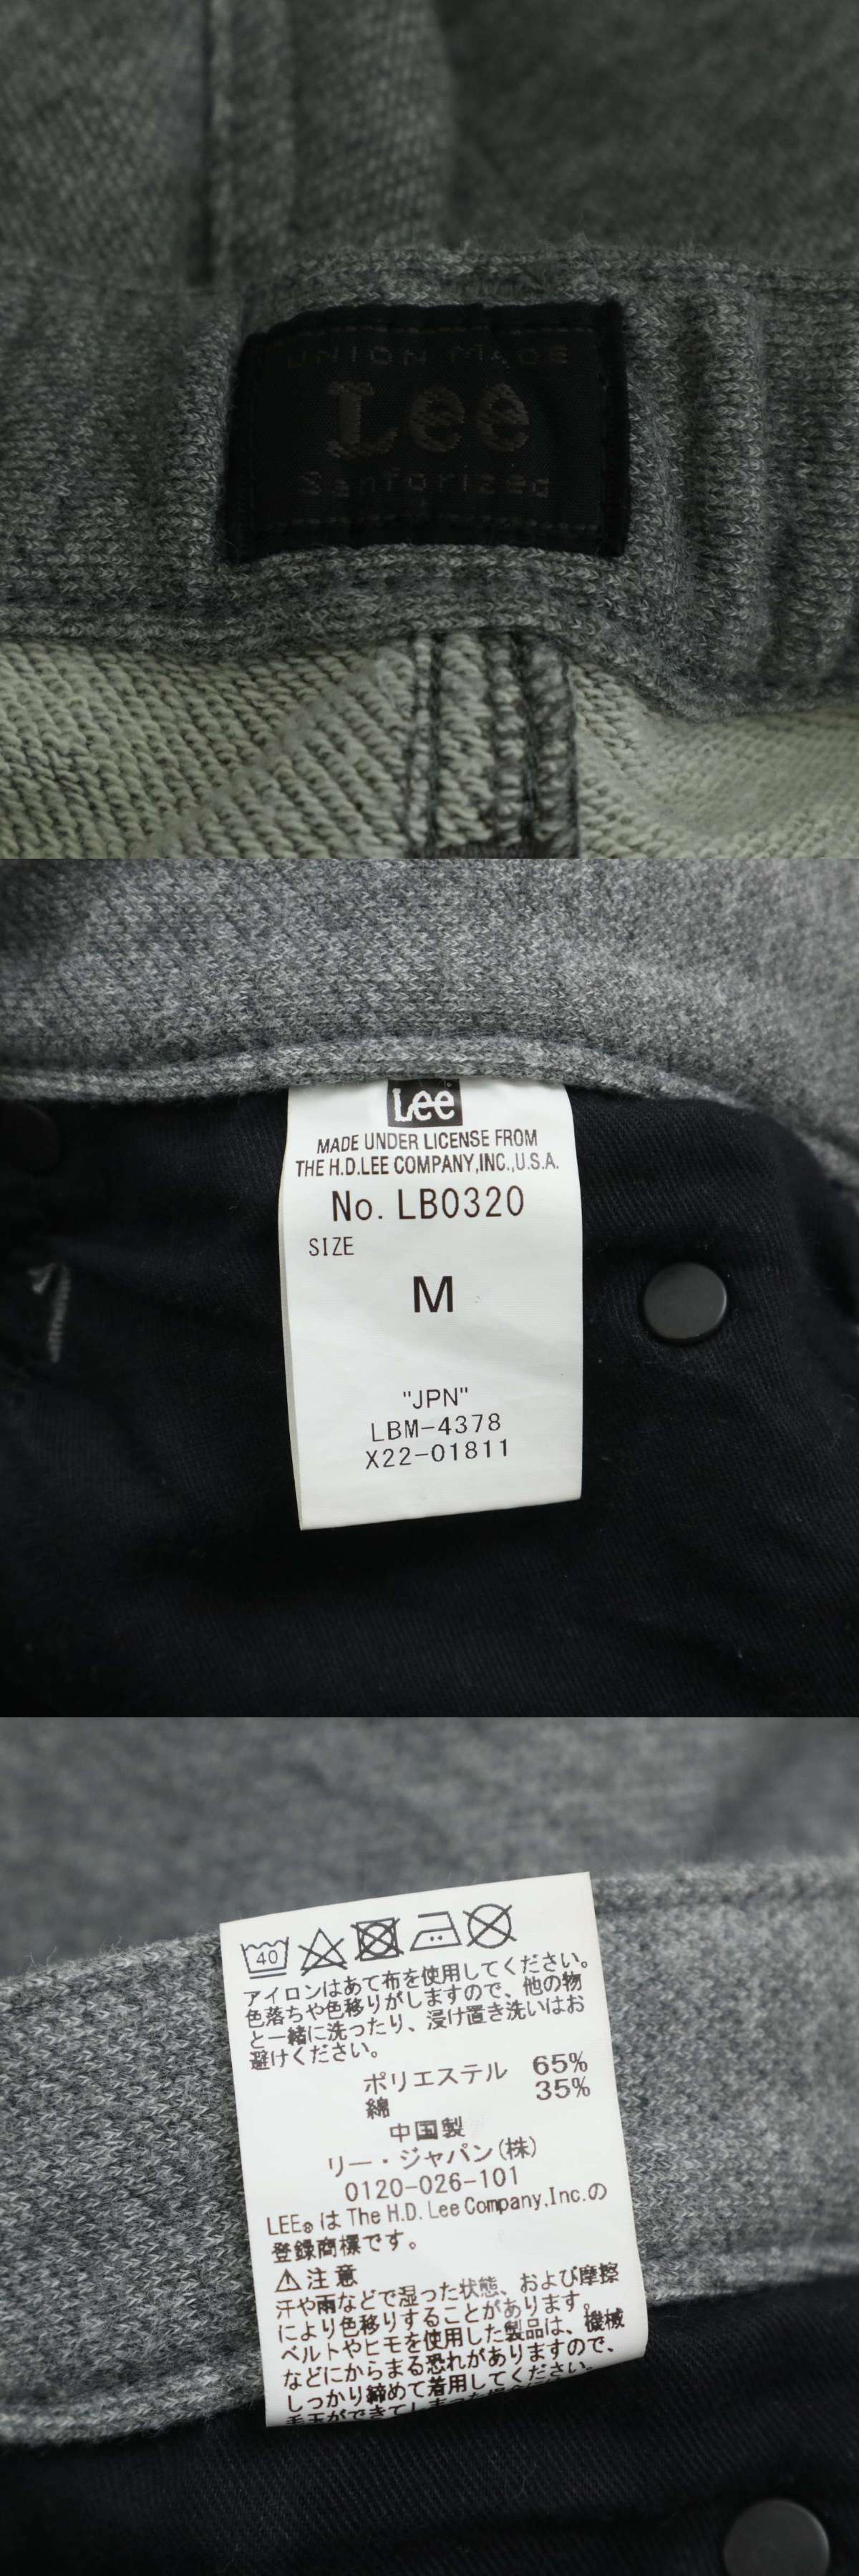 UNION MADE
Lee
Sanforized
Lee
MADE UNDER LICENSE FROM
THE H.D.LEE COMPANY,INC.,U.S.A.
No. LB0320
SIZE
M
"JPN"
LBM-4378
X22-01811
40
アイロンはあて布を使用してください。
色落ちや色移りがしますので、他の物
と一緒に洗ったり、浸け置き洗いはお
避けください。
ポリエステル 65%
綿 35%
中国製
リー・ジャパン(株)
0120-026-101
LEE® は The H.D. Lee Company,Inc.の
登録商標です。
⚠注意
汗や雨などで湿った状態、および摩擦
により色移りすることがあります。
ベルトやヒモを使用した製品は、機械
などにからまる恐れがありますので、
しっかり締めて着用してください。
毛玉ができてしまった